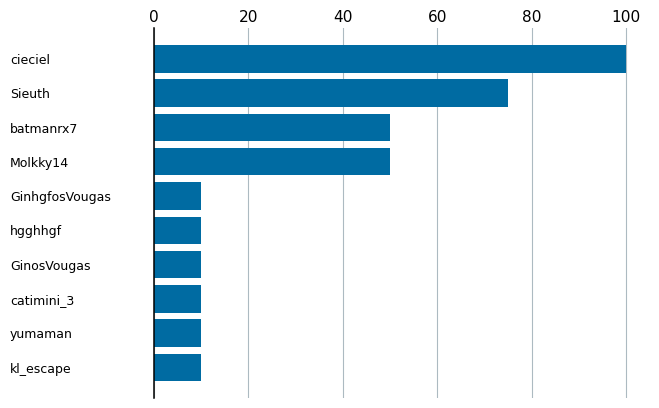 0 20 40 60 80 100
cieciel
Sieuth
batmanrx7
Molkky14
GinhgfosVougas
hgghhgf
GinosVougas
catimini_3
yumaman
kl_escape